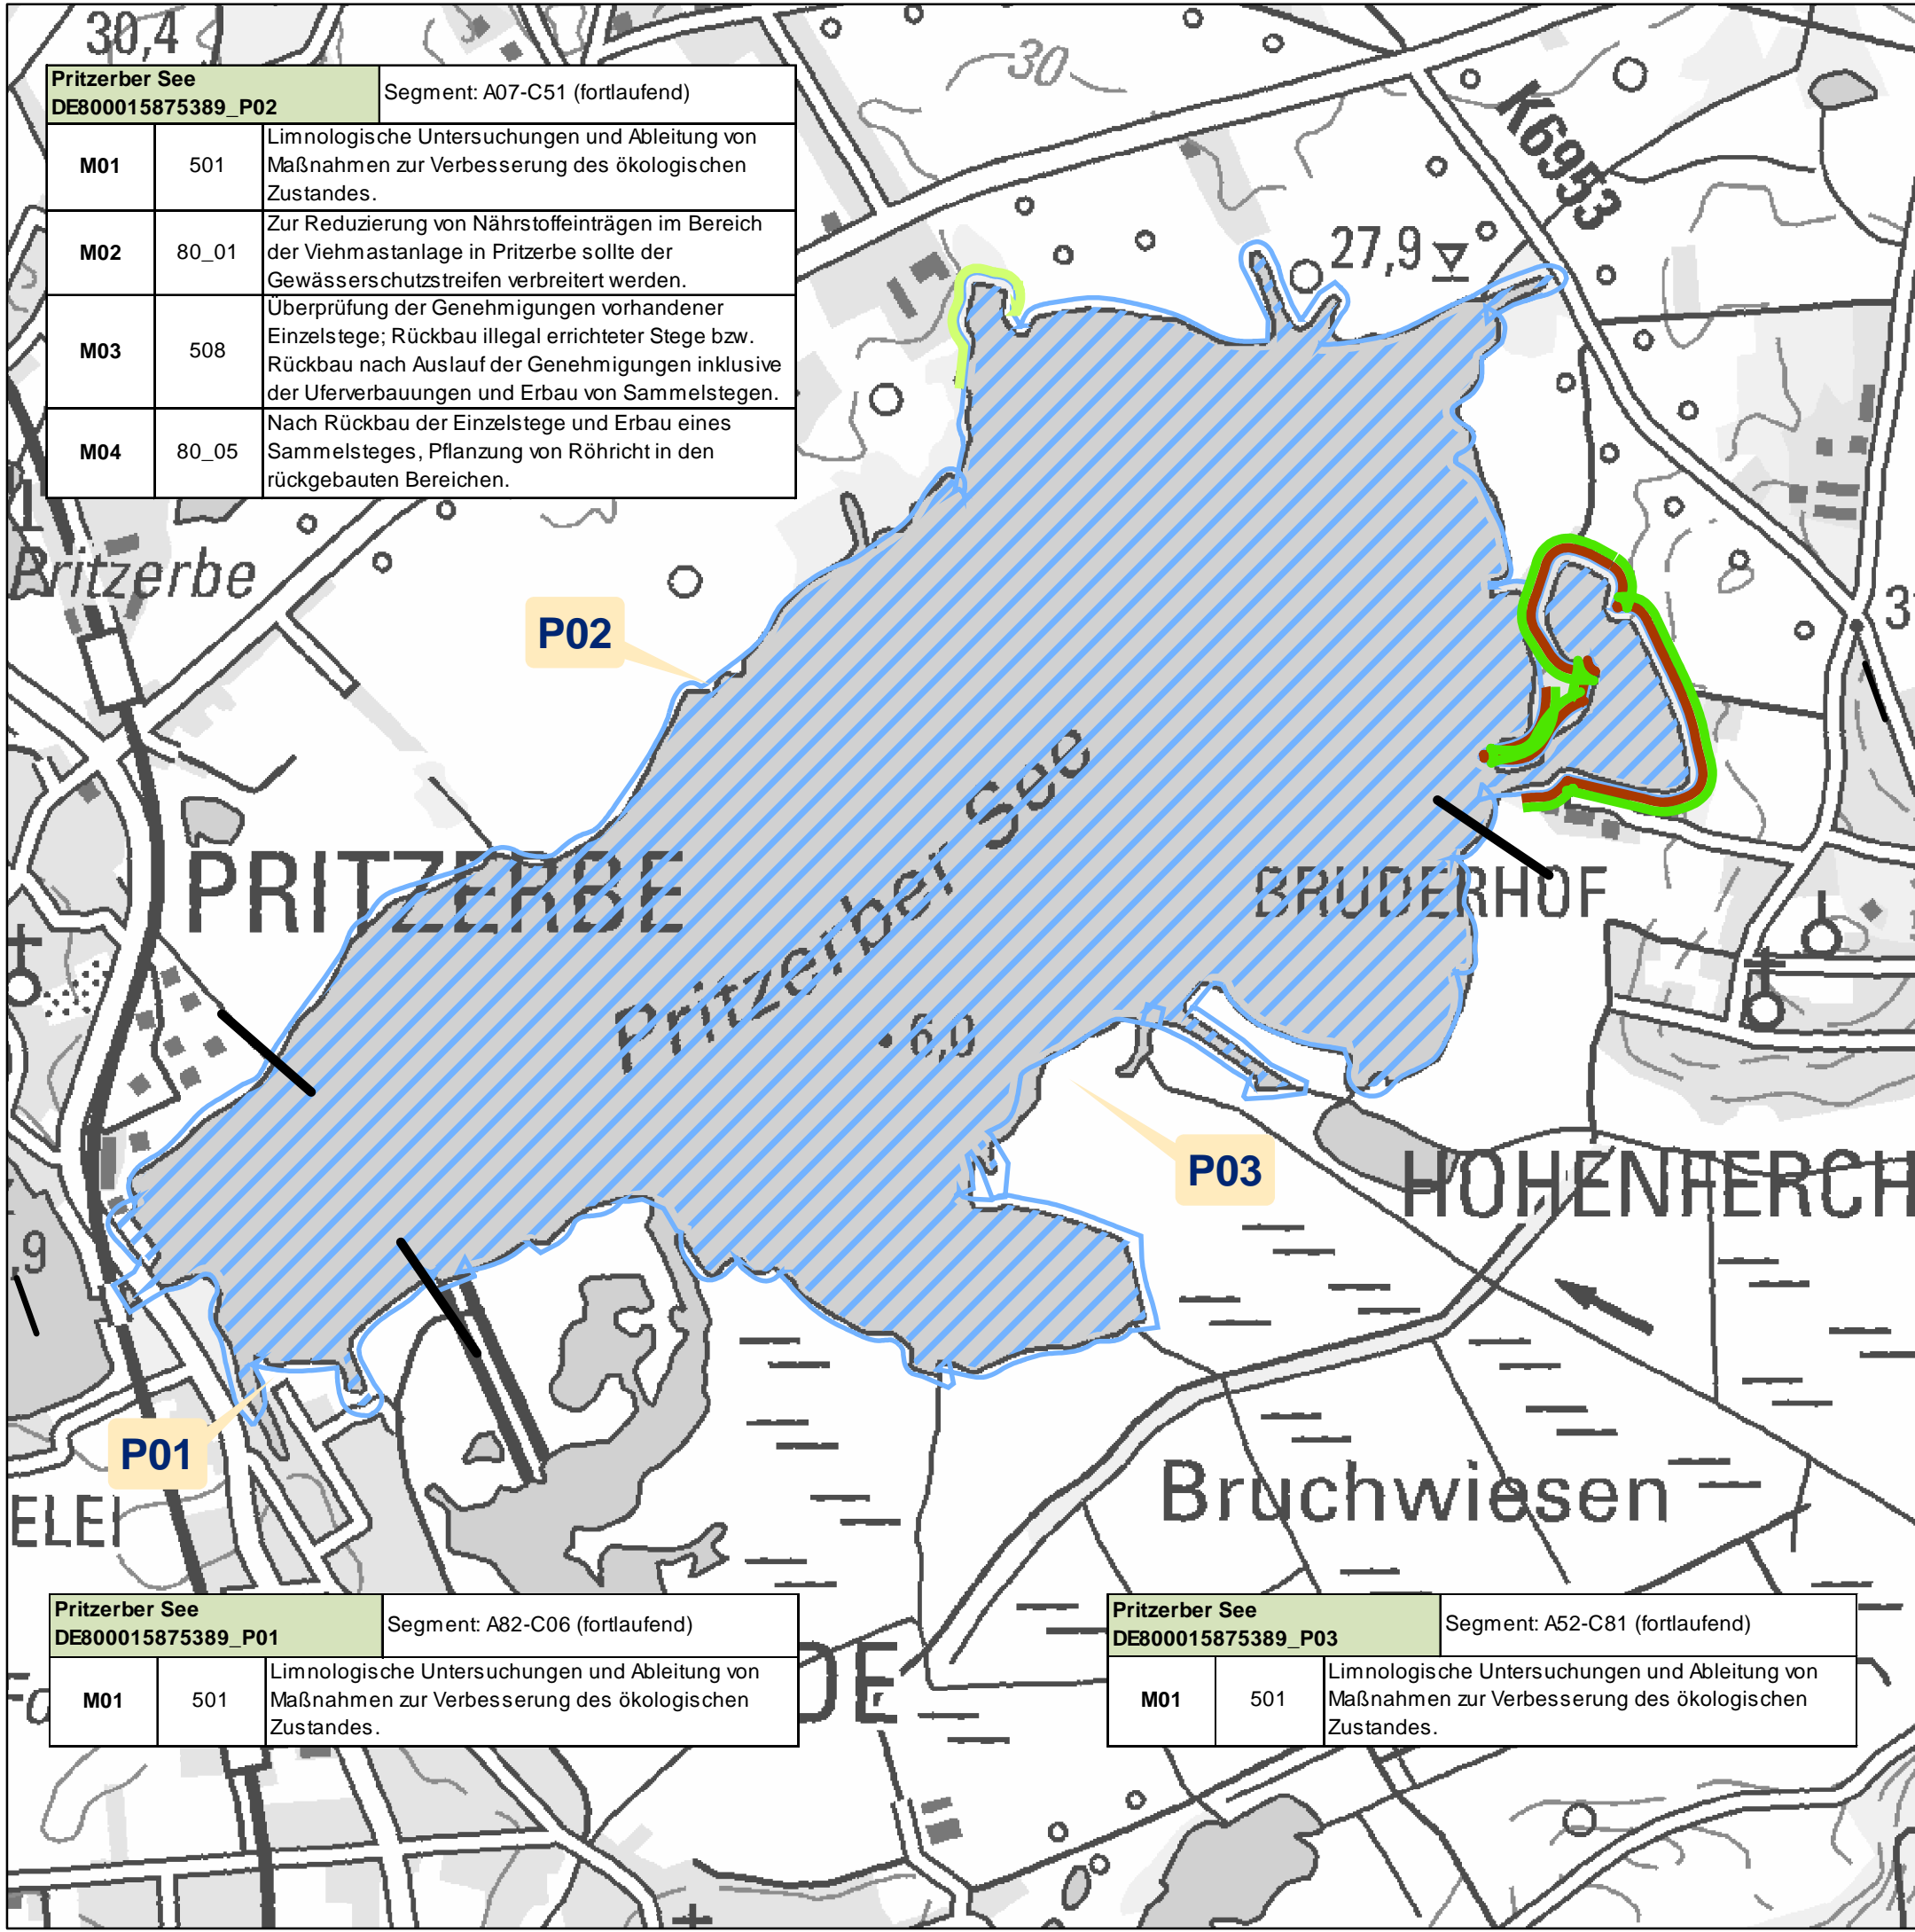 30,4
30
K6953
Pritzerber See
DE800015875389_P02
Segment: A07-C51 (fortlaufend)
M01
501
Limnologische Untersuchungen und Ableitung von
Maßnahmen zur Verbesserung des ökologischen
Zustandes.
M02
80_01
Zur Reduzierung von Nährstoffeinträgen im Bereich
der Viehmastanlage in Pritzerbe sollte der
Gewässerschutzstreifen verbreitert werden.
M03
508
Überprüfung der Genehmigungen vorhandener
Einzelstege; Rückbau illegal errichteter Stege bzw.
Rückbau nach Auslauf der Genehmigungen inklusive
der Uferverbauungen und Erbau von Sammelstegen.
M04
80_05
Nach Rückbau der Einzelstege und Erbau eines
Sammelsteges, Pflanzung von Röhricht in den
rückgebauten Bereichen.
27,9
Pritzerbe
P02
PRITZERBE
Pritzerber See
6,0
BRUDERHOF
P03
HOHENFERCH
,9
P01
ELEI
Bruchwiesen
Pritzerber See
DE800015875389_P01
Segment: A82-C06 (fortlaufend)
M01
501
Limnologische Untersuchungen und Ableitung von
Maßnahmen zur Verbesserung des ökologischen
Zustandes.
DE
Pritzerber See
DE800015875389_P03
Segment: A52-C81 (fortlaufend)
M01
501
Limnologische Untersuchungen und Ableitung von
Maßnahmen zur Verbesserung des ökologischen
Zustandes.